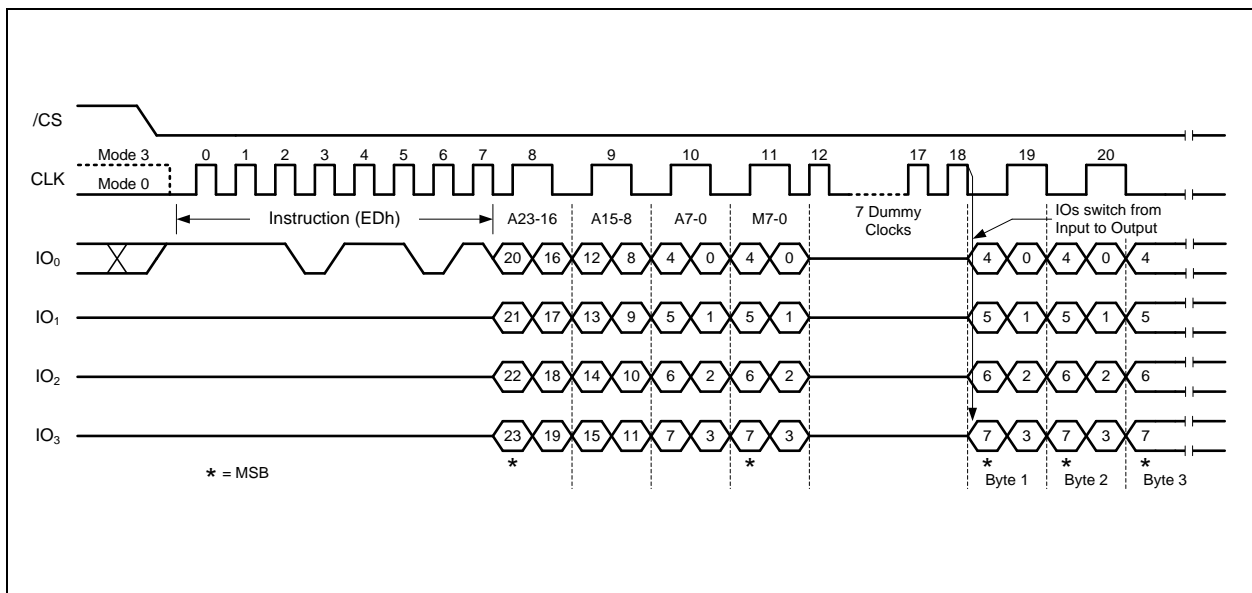 /CS
Mode 3 0 1 2 3 4 5 6 7 8 9 10 11 12 17 18 19 20
CLK
Mode 0
Instruction (EDh) A23-16 A15-8 A7-0 M7-0 7 Dummy Clocks IOs switch from Input to Output
IO₀ 20 16 12 8 4 0 4 0 4 0 4 0 4
IO₁ 21 17 13 9 5 1 5 1 5 1 5 1 5
IO₂ 22 18 14 10 6 2 6 2 6 2 6 2 6
IO₃ 23 19 15 11 7 3 7 3 7 3 7 3 7
* * * * *
* = MSB Byte 1 Byte 2 Byte 3